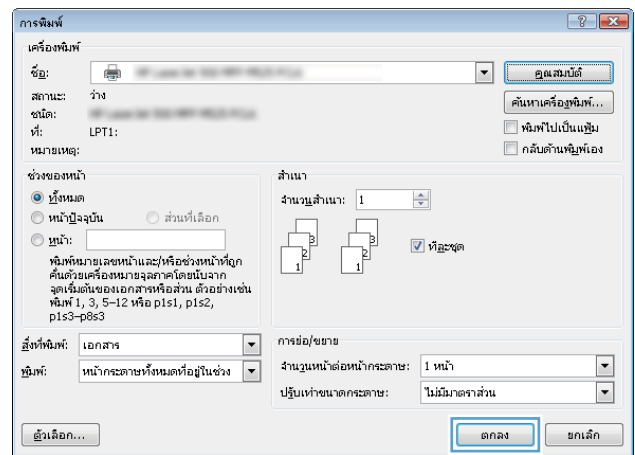 การพิมพ์
เครื่องพิมพ์
ชื่อ:
คุณสมบัติ
สถานะ: ว่าง
ค้นหาเครื่องพิมพ์...
ชนิด:
ที่: LPT1:
พิมพ์ไปเป็นแฟ้ม
หมายเหตุ:
กลับด้านพิมพ์เอง
ช่วงของหน้า
ทั้งหมด
หน้าปัจจุบัน ส่วนที่เลือก
หน้า:
พิมพ์หมายเลขหน้าและ/หรือช่วงหน้าที่ถูก
คั่นด้วยเครื่องหมายจุลภาคโดยนับจาก
จุดเริ่มต้นของเอกสารหรือส่วน ตัวอย่างเช่น
พิมพ์ 1, 3, 5–12 หรือ p1s1, p1s2,
p1s3–p8s3
สำเนา
จำนวนสำเนา: 1
1 2 3 1 2 3
ทีละชุด
สิ่งที่พิมพ์: เอกสาร
พิมพ์: หน้ากระดาษทั้งหมดที่อยู่ในช่วง
การย่อ/ขยาย
จำนวนหน้าต่อหน้ากระดาษ: 1 หน้า
ปรับเท่าขนาดกระดาษ: ไม่มีมาตราส่วน
ตัวเลือก...
ตกลง
ยกเลิก